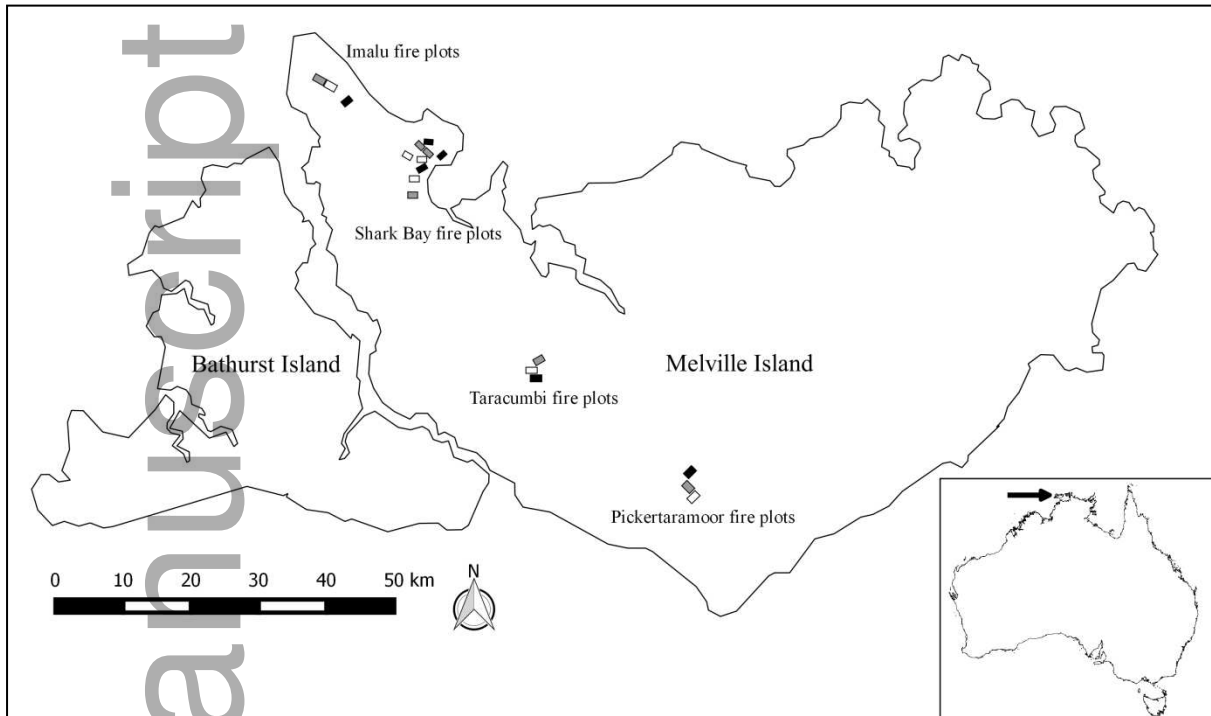 Imalu fire plots
Shark Bay fire plots
Bathurst Island
Melville Island
Taracumbi fire plots
Pickertaramoor fire plots
0 10 20 30 40 50 km
N
anuscript